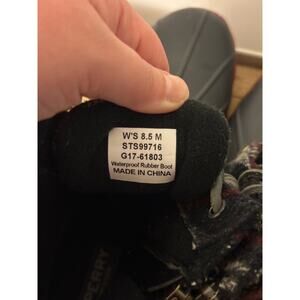 W'S 8.5 M
STS99716
G17-61803
Waterproof Rubber Boot
MADE IN CHINA